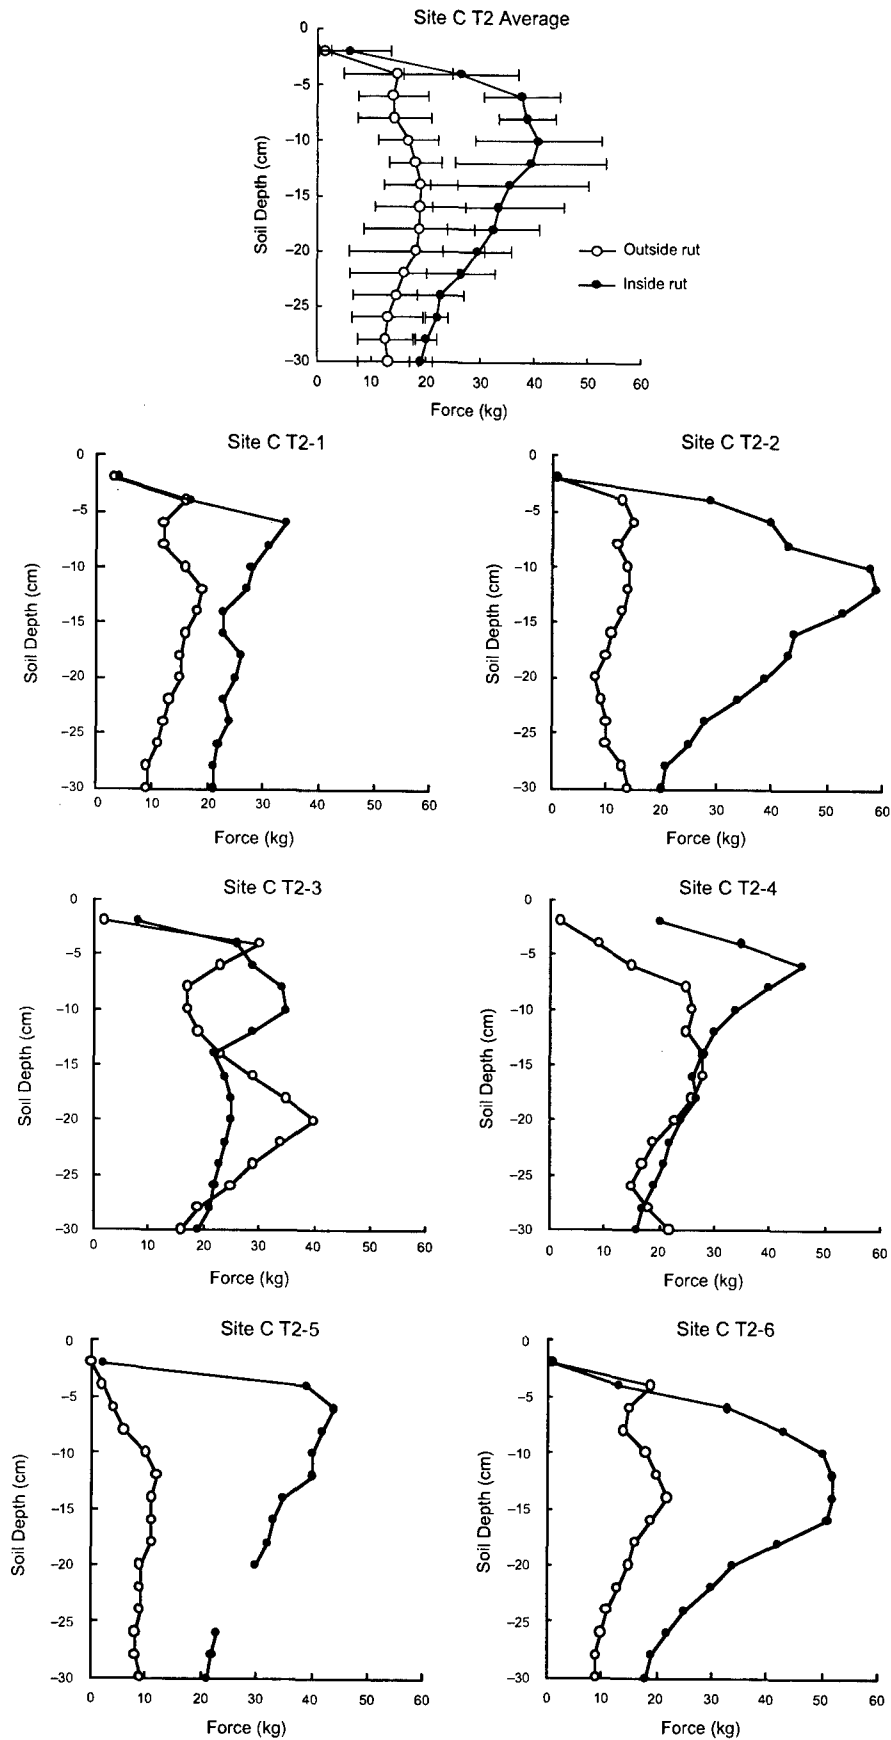 Site C T2 Average
0
–5
–10
–15
–20
–25
–30
Soil Depth (cm)
Outside rut
Inside rut
0 10 20 30 40 50 60
Force (kg)
Site C T2-1
0
–5
–10
–15
–20
–25
–30
Soil Depth (cm)
0 10 20 30 40 50 60
Force (kg)
Site C T2-2
0
–5
–10
–15
–20
–25
–30
Soil Depth (cm)
0 10 20 30 40 50 60
Force (kg)
Site C T2-3
0
–5
–10
–15
–20
–25
–30
Soil Depth (cm)
0 10 20 30 40 50 60
Force (kg)
Site C T2-4
0
–5
–10
–15
–20
–25
–30
Soil Depth (cm)
0 10 20 30 40 50 60
Force (kg)
Site C T2-5
0
–5
–10
–15
–20
–25
–30
Soil Depth (cm)
0 10 20 30 40 50 60
Force (kg)
Site C T2-6
0
–5
–10
–15
–20
–25
–30
Soil Depth (cm)
0 10 20 30 40 50 60
Force (kg)